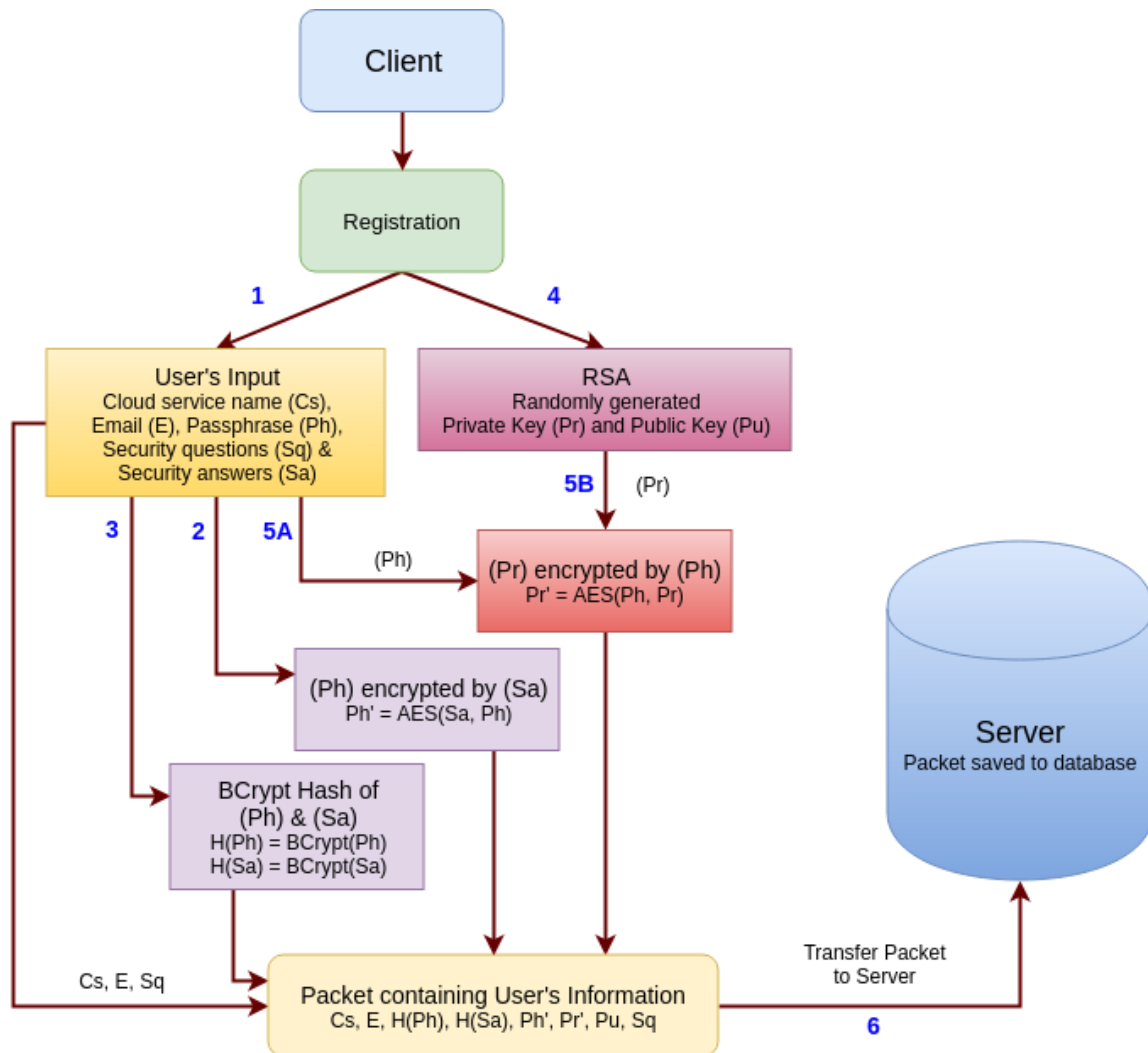 Client
Registration
1
4
User's Input
Cloud service name (Cs),
Email (E), Passphrase (Ph),
Security questions (Sq) &
Security answers (Sa)
RSA
Randomly generated
Private Key (Pr) and Public Key (Pu)
3
2
5A
5B
(Pr)
(Ph)
(Pr) encrypted by (Ph)
Pr' = AES(Ph, Pr)
(Ph) encrypted by (Sa)
Ph' = AES(Sa, Ph)
Server
Packet saved to database
BCrypt Hash of
(Ph) & (Sa)
H(Ph) = BCrypt(Ph)
H(Sa) = BCrypt(Sa)
Cs, E, Sq
Packet containing User's Information
Cs, E, H(Ph), H(Sa), Ph', Pr', Pu, Sq
Transfer Packet
to Server
6